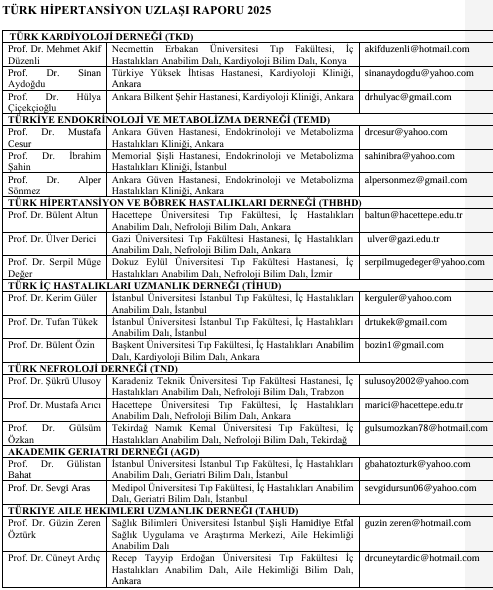 TÜRK HİPERTANSİYON UZLAŞI RAPORU 2025
TÜRK KARDİYOLOJİ DERNEĞİ (TKD)
Prof. Dr. Mehmet Akif Düzenli
Necmettin Erbakan Üniversitesi Tıp Fakültesi, İç Hastalıkları Anabilim Dalı, Kardiyoloji Bilim Dalı, Konya
akifduzenli@hotmail.com
Prof. Dr. Sinan Aydoğdu
Türkiye Yüksek İhtisas Hastanesi, Kardiyoloji Kliniği, Ankara
sinanaydogdu@yahoo.com
Prof. Dr. Hülya Çiçekçioğlu
Ankara Bilkent Şehir Hastanesi, Kardiyoloji Kliniği, Ankara
drhulyac@gmail.com
TÜRKİYE ENDOKRİNOLOJİ VE METABOLİZMA DERNEĞİ (TEMD)
Prof. Dr. Mustafa Cesur
Ankara Güven Hastanesi, Endokrinoloji ve Metabolizma Hastalıkları Kliniği, Ankara
drcesur@yahoo.com
Prof. Dr. İbrahim Şahin
Memorial Şişli Hastanesi, Endokrinoloji ve Metabolizma Hastalıkları Kliniği, İstanbul
sahinibra@yahoo.com
Prof. Dr. Alper Sönmez
Ankara Güven Hastanesi, Endokrinoloji ve Metabolizma Hastalıkları Kliniği, Ankara
alpersonmez@gmail.com
TÜRK HİPERTANSİYON VE BÖBREK HASTALIKLARI DERNEĞİ (THBHD)
Prof. Dr. Bülent Altun
Hacettepe Üniversitesi Tıp Fakültesi, İç Hastalıkları Anabilim Dalı, Nefroloji Bilim Dalı, Ankara
baltun@hacettepe.edu.tr
Prof. Dr. Ülver Derici
Gazi Üniversitesi Tıp Fakültesi Hastanesi, İç Hastalıkları Anabilim Dalı, Nefroloji Bilim Dalı, Ankara
ulver@gazi.edu.tr
Prof. Dr. Serpil Müge Değer
Dokuz Eylül Üniversitesi Tıp Fakültesi Hastanesi, İç Hastalıkları Anabilim Dalı, Nefroloji Bilim Dalı, İzmir
serpilmugedeger@yahoo.com
TÜRK İÇ HASTALIKLARI UZMANLIK DERNEĞİ (TİHUD)
Prof. Dr. Kerim Güler
İstanbul Üniversitesi İstanbul Tıp Fakültesi, İç Hastalıkları Anabilim Dalı, İstanbul
kerguler@yahoo.com
Prof. Dr. Tufan Tükek
İstanbul Üniversitesi İstanbul Tıp Fakültesi, İç Hastalıkları Anabilim Dalı, İstanbul
drtukek@gmail.com
Prof. Dr. Bülent Özin
Başkent Üniversitesi Tıp Fakültesi, İç Hastalıkları Anabilim Dalı, Kardiyoloji Bilim Dalı, Ankara
bozin1@gmail.com
TÜRK NEFROLOJİ DERNEĞİ (TND)
Prof. Dr. Şükrü Ulusoy
Karadeniz Teknik Üniversitesi Tıp Fakültesi Hastanesi, İç Hastalıkları Anabilim Dalı, Nefroloji Bilim Dalı, Trabzon
sulusoy2002@yahoo.com
Prof. Dr. Mustafa Arıcı
Hacettepe Üniversitesi Tıp Fakültesi, İç Hastalıkları Anabilim Dalı, Nefroloji Bilim Dalı, Ankara
marici@hacettepe.edu.tr
Prof. Dr. Gülsüm Özkan
Tekirdağ Namık Kemal Üniversitesi Tıp Fakültesi, İç Hastalıkları Anabilim Dalı, Nefroloji Bilim Dalı, Tekirdağ
gulsumozkan78@hotmail.com
AKADEMİK GERİATRİ DERNEĞİ (AGD)
Prof. Dr. Gülistan Bahat
İstanbul Üniversitesi İstanbul Tıp Fakültesi, İç Hastalıkları Anabilim Dalı, Geriatri Bilim Dalı, İstanbul
gbahatozturk@yahoo.com
Prof. Dr. Sevgi Aras
Medipol Üniversitesi Tıp Fakültesi, İç Hastalıkları Anabilim Dalı, Geriatri Bilim Dalı, İstanbul
sevgidursun06@yahoo.com
TÜRKİYE AİLE HEKİMLERİ UZMANLIK DERNEĞİ (TAHUD)
Prof. Dr. Güzin Zeren Öztürk
Sağlık Bilimleri Üniversitesi İstanbul Şişli Hamidiye Etfal Sağlık Uygulama ve Araştırma Merkezi, Aile Hekimliği Anabilim Dalı
guzin zeren@hotmail.com
Prof. Dr. Cüneyt Ardıç
Recep Tayyip Erdoğan Üniversitesi Tıp Fakültesi İç Hastalıkları Anabilim Dalı, Aile Hekimliği Bilim Dalı, Ankara
drcuneytardic@hotmail.com